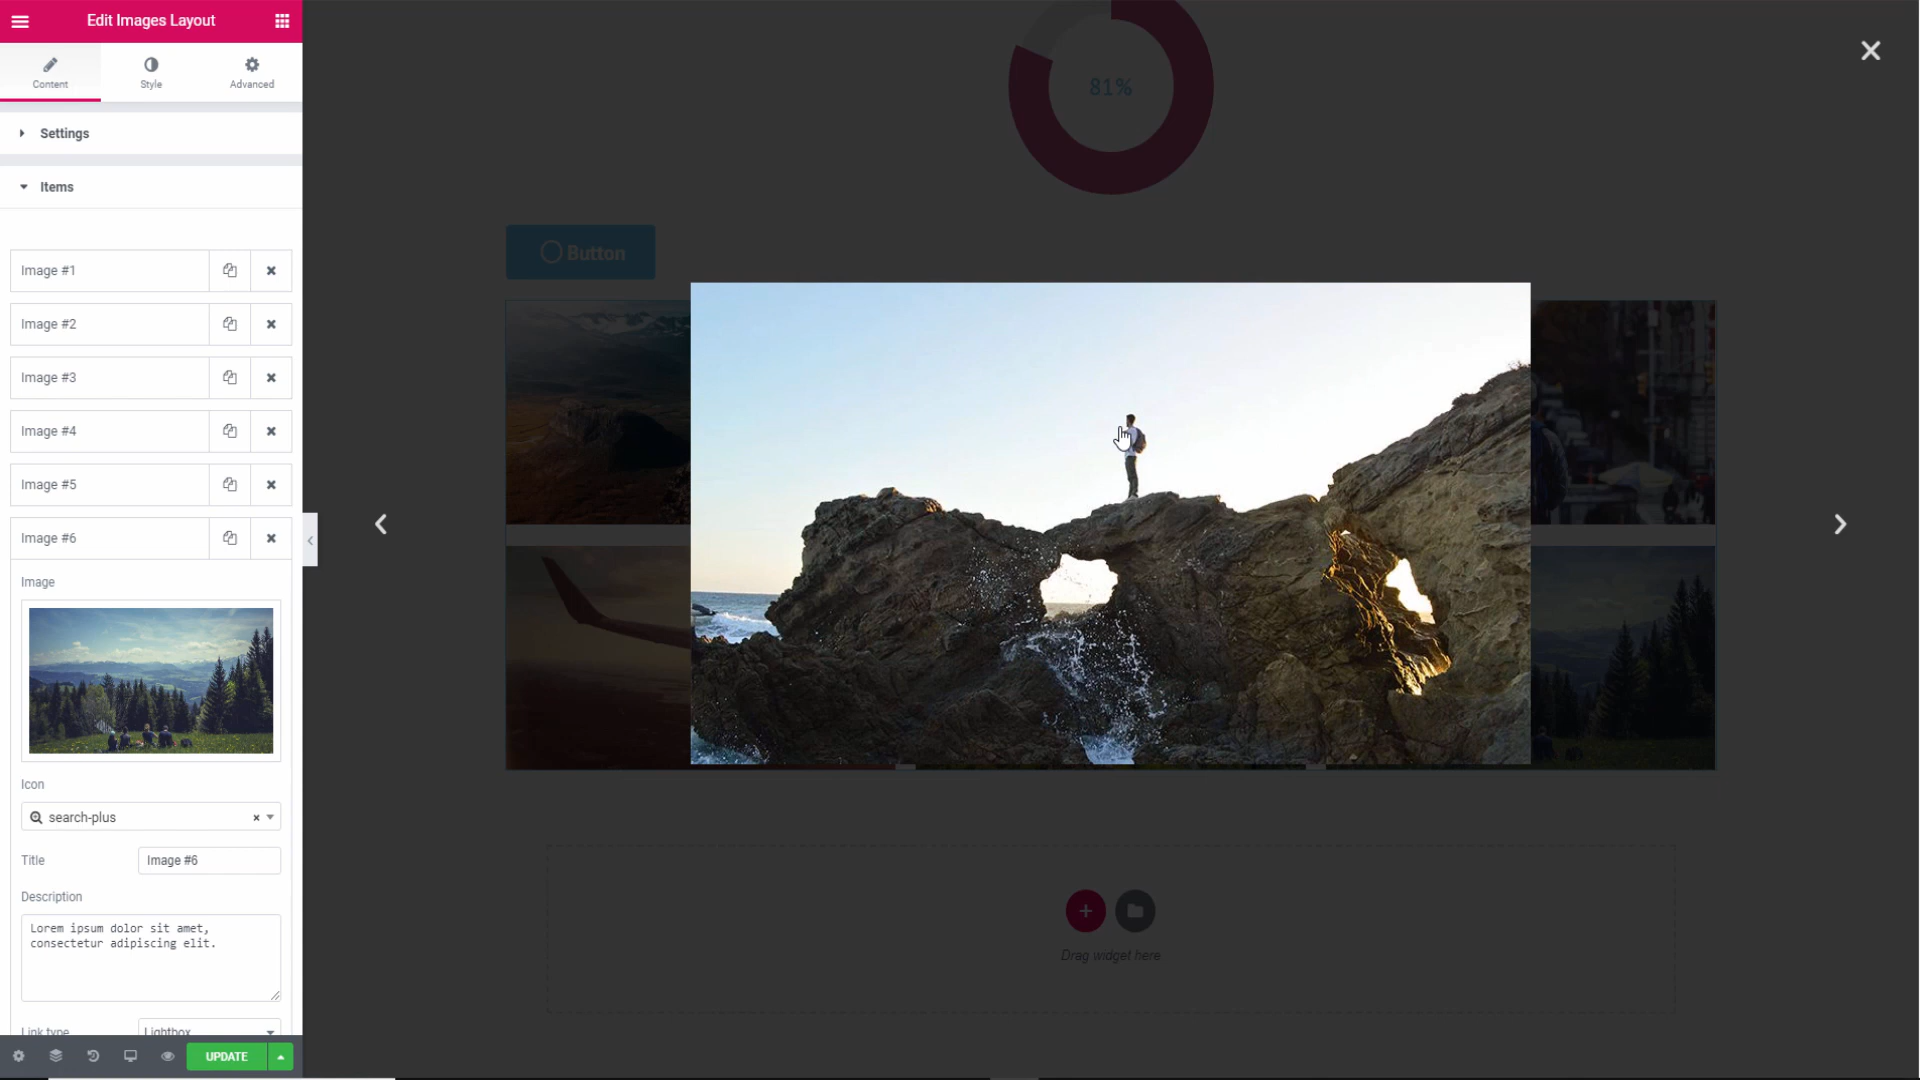 Edit Images Layout
Content
Style
Advanced
Settings
Items
Image #1
Image #2
Image #3
Image #4
Image #5
Image #6
Image
Icon
search-plus
Title
Image #6
Description
Lorem ipsum dolor sit amet,
consectetur adipiscing elit.
Link type
Lightbox
UPDATE
81%
Button
Drag widget here